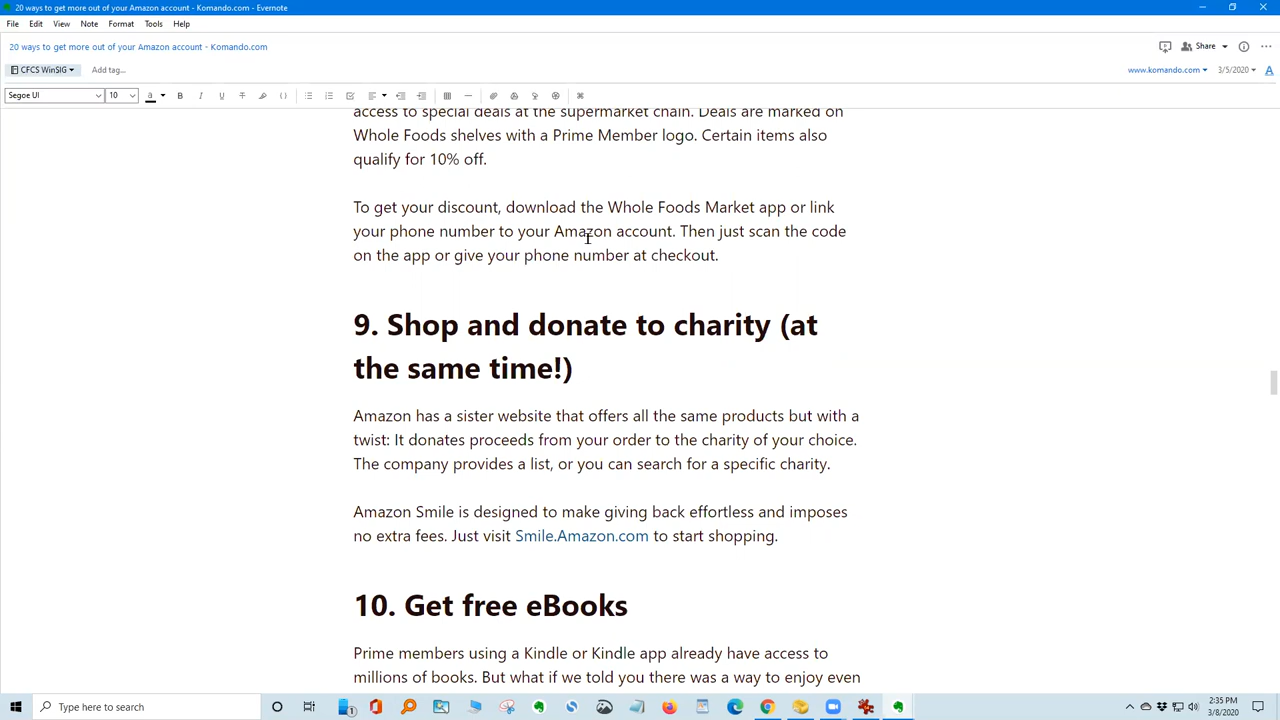 20 ways to get more out of your Amazon account - Komando.com - Evernote
File Edit View Note Format Tools Help
20 ways to get more out of your Amazon account - Komando.com
Share
CFCS WinSIG Add tag... www.komando.com 3/5/2020
Segoe UI 10 a B I U T
access to special deals at the supermarket chain. Deals are marked on
Whole Foods shelves with a Prime Member logo. Certain items also
qualify for 10% off.
To get your discount, download the Whole Foods Market app or link
your phone number to your Amazon account. Then just scan the code
on the app or give your phone number at checkout.
9. Shop and donate to charity (at
the same time!)
Amazon has a sister website that offers all the same products but with a
twist: It donates proceeds from your order to the charity of your choice.
The company provides a list, or you can search for a specific charity.
Amazon Smile is designed to make giving back effortless and imposes
no extra fees. Just visit Smile.Amazon.com to start shopping.
10. Get free eBooks
Prime members using a Kindle or Kindle app already have access to
millions of books. But what if we told you there was a way to enjoy even
Type here to search
2:35 PM
3/8/2020